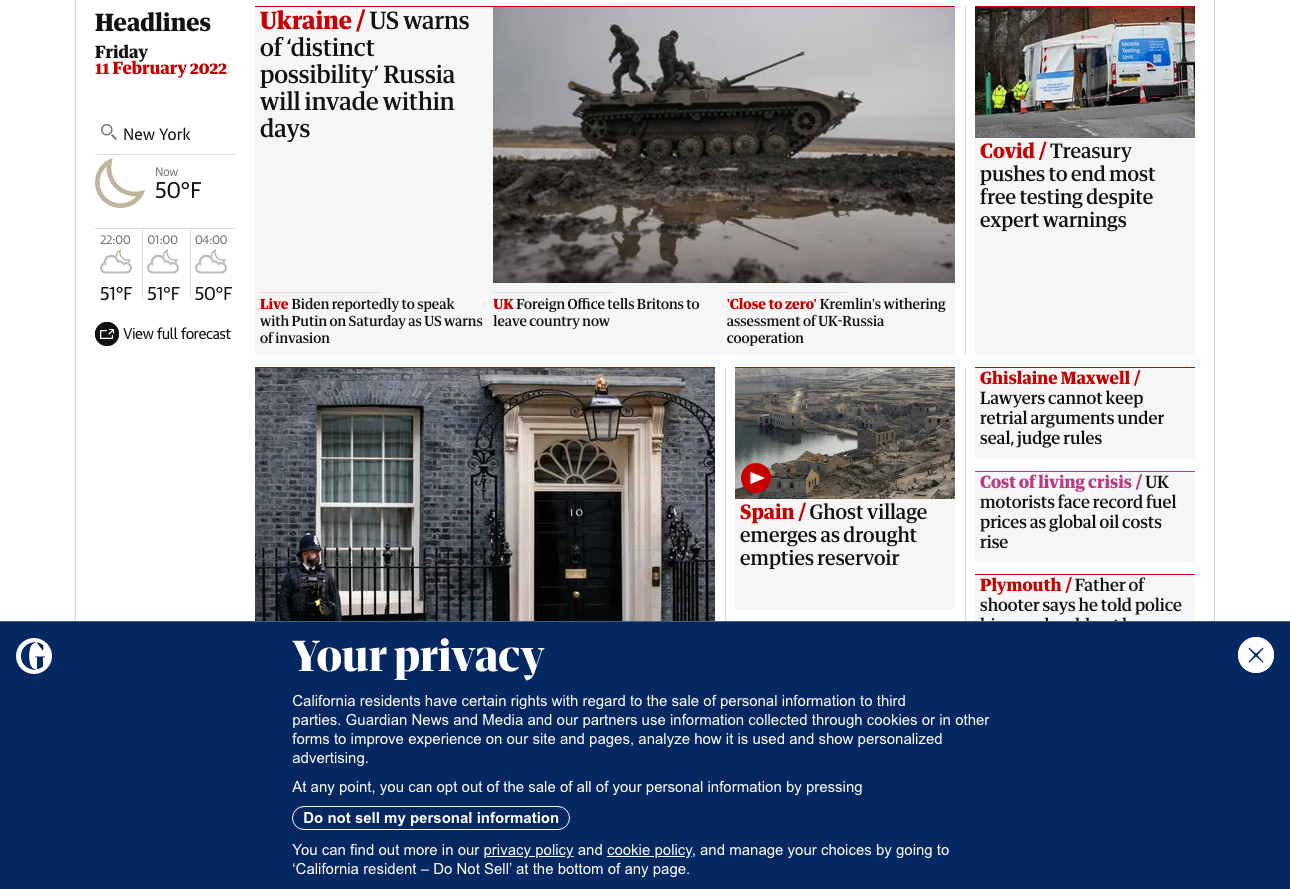 Headlines
Friday
11 February 2022
New York
Now
50°F
22:00
01:00
04:00
51°F
51°F
50°F
View full forecast
Ukraine / US warns
of ‘distinct
possibility’ Russia
will invade within
days
Live Biden reportedly to speak
with Putin on Saturday as US warns
of invasion
UK Foreign Office tells Britons to
leave country now
'Close to zero' Kremlin's withering
assessment of UK-Russia
cooperation
Mobile
Testing
Unit
Covid / Treasury
pushes to end most
free testing despite
expert warnings
10
Spain / Ghost village
emerges as drought
empties reservoir
Ghislaine Maxwell /
Lawyers cannot keep
retrial arguments under
seal, judge rules
Cost of living crisis / UK
motorists face record fuel
prices as global oil costs
rise
Plymouth / Father of
shooter says he told police
Your privacy
California residents have certain rights with regard to the sale of personal information to third
parties. Guardian News and Media and our partners use information collected through cookies or in other
forms to improve experience on our site and pages, analyze how it is used and show personalized
advertising.
At any point, you can opt out of the sale of all of your personal information by pressing
Do not sell my personal information
You can find out more in our privacy policy and cookie policy, and manage your choices by going to
‘California resident – Do Not Sell’ at the bottom of any page.